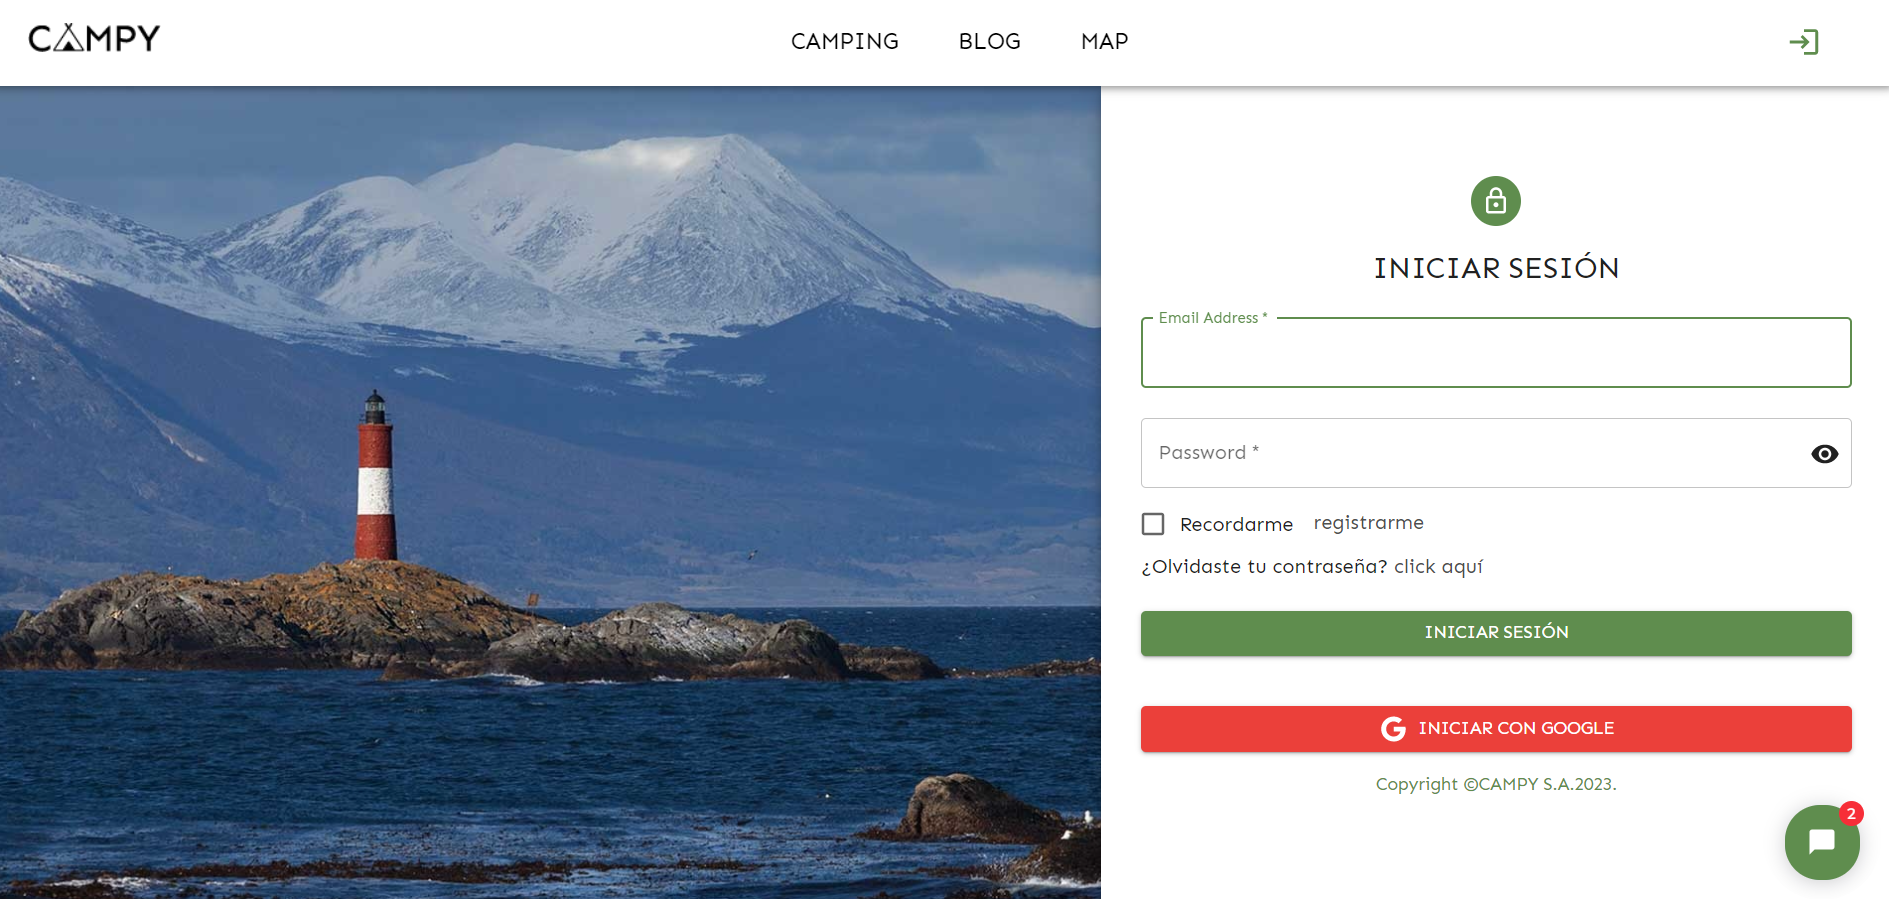 CAMPY
CAMPING BLOG MAP
INICIAR SESIÓN
Email Address *
Password *
Recordarme registrarme
¿Olvidaste tu contraseña? click aquí
INICIAR SESIÓN
G INICIAR CON GOOGLE
Copyright ©CAMPY S.A.2023.
2